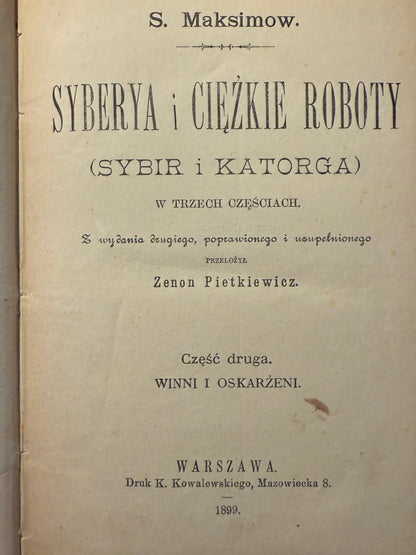 S. Maksimow.
SYBERYA i CIĘŻKIE ROBOTY
(SYBIR i KATORGA)
W TRZECH CZĘŚCIACH.
Z wydania drugiego, poprawionego i uzupełnionego
PRZEŁOŻYŁ
Zenon Pietkiewicz.
Część druga.
WINNI I OSKARŻENI.
WARSZAWA.
Druk K. Kowalewskiego, Mazowiecka 8.
1899.